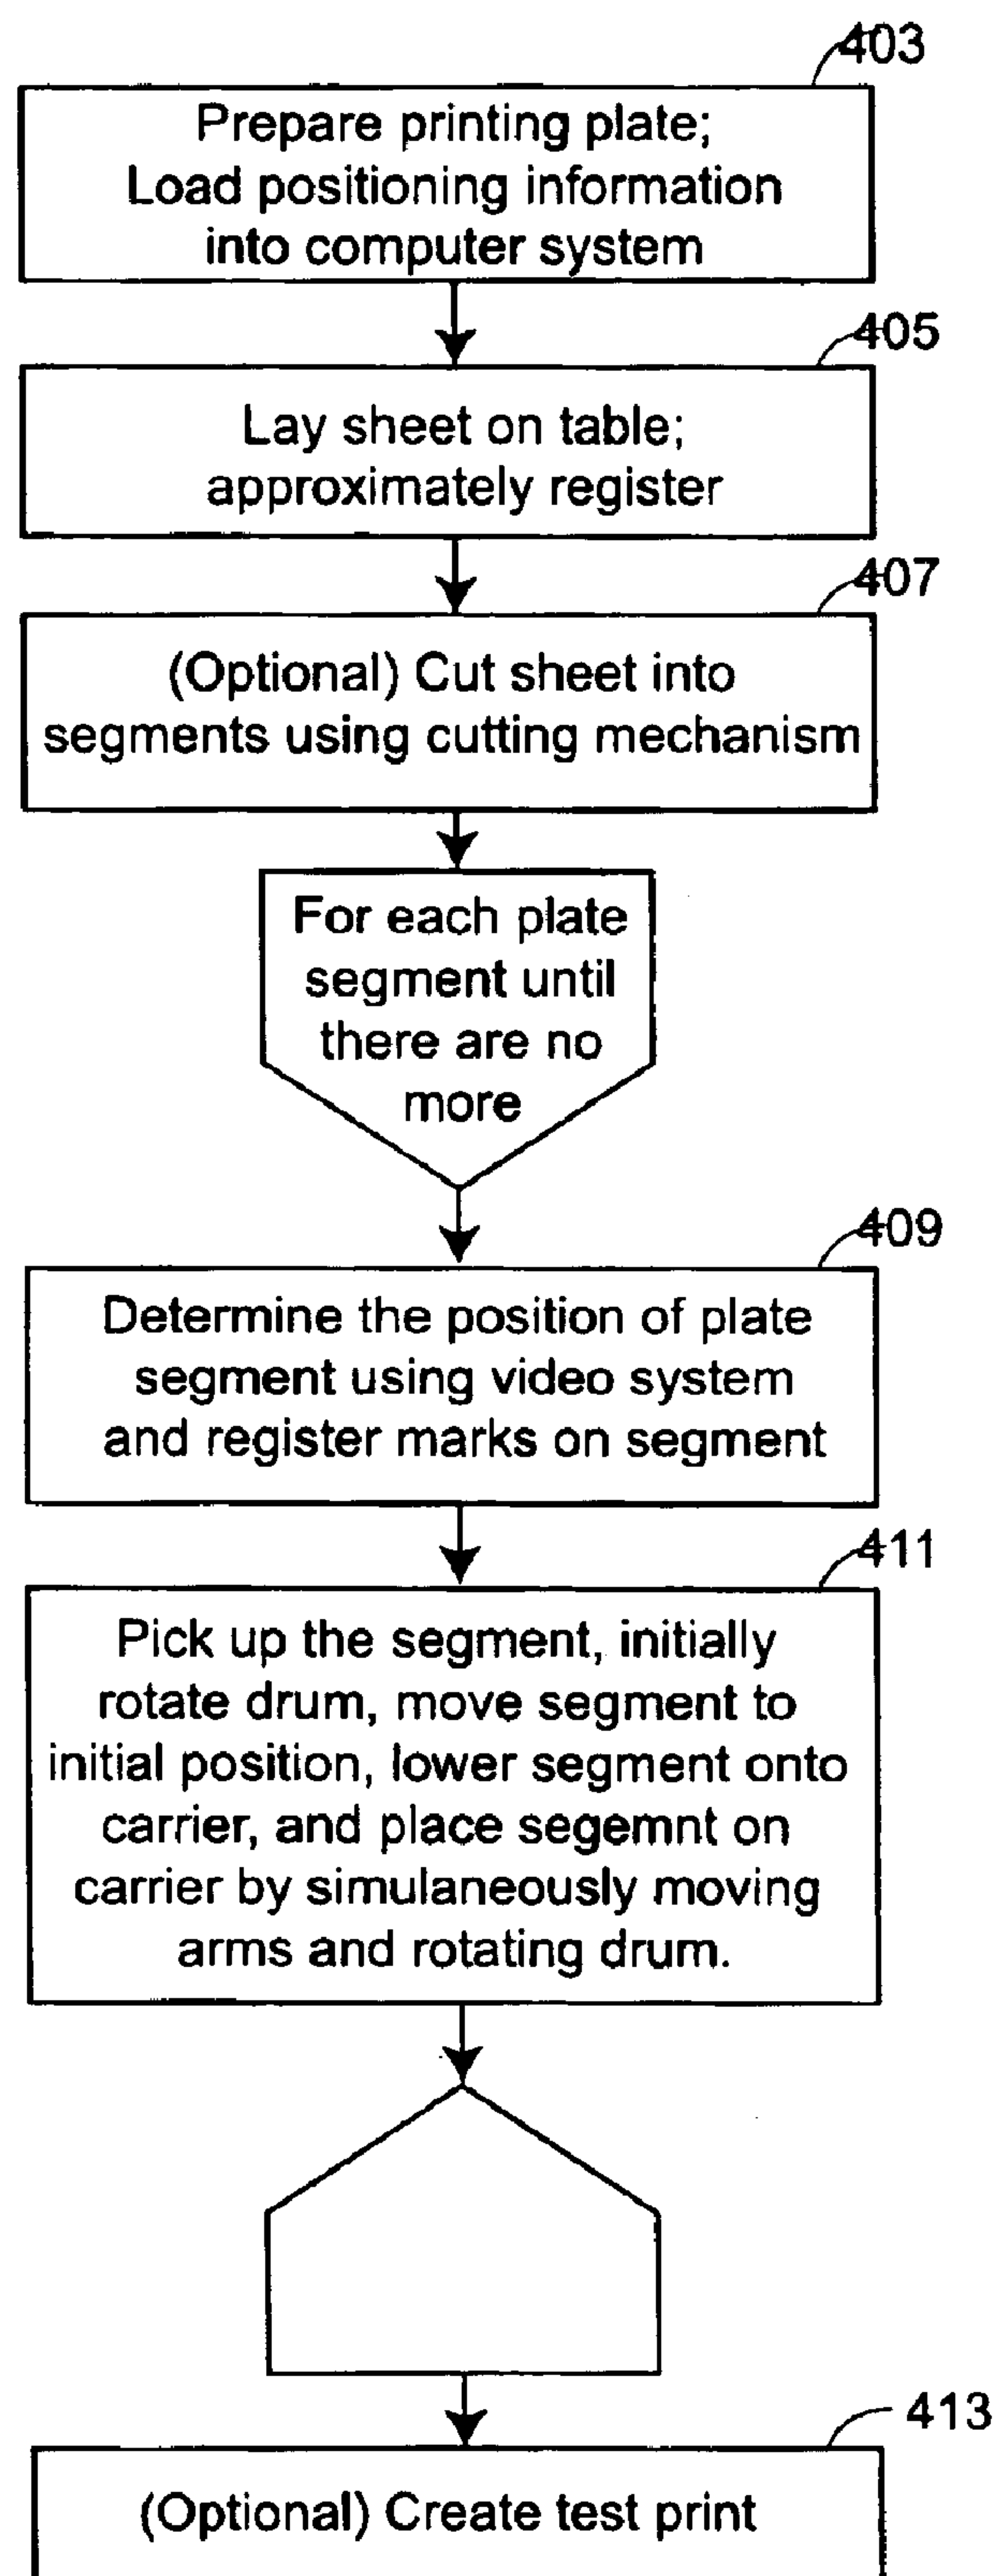 403
Prepare printing plate;
Load positioning information
into computer system
405
Lay sheet on table;
approximately register
407
(Optional) Cut sheet into
segments using cutting mechanism
For each plate
segment until
there are no
more
409
Determine the position of plate
segment using video system
and register marks on segment
411
Pick up the segment, initially
rotate drum, move segment to
initial position, lower segment onto
carrier, and place segemnt on
carrier by simulaneously moving
arms and rotating drum.
413
(Optional) Create test print